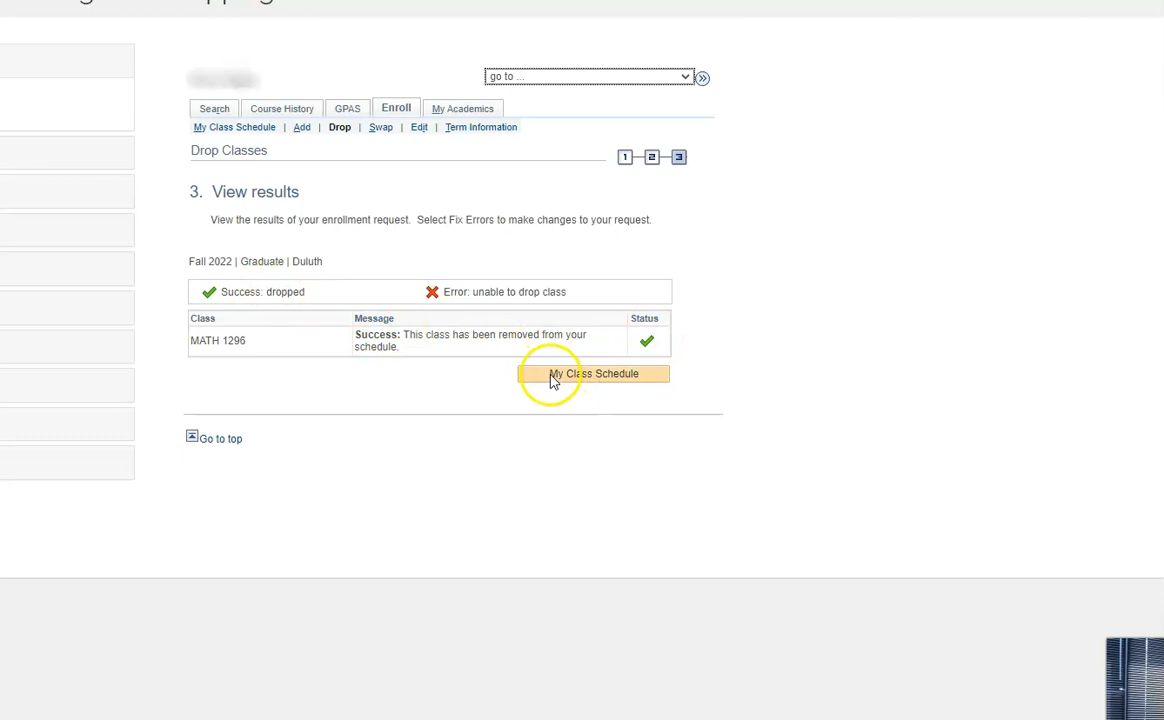 go to ...
Search
Course History
GPAS
Enroll
My Academics
My Class Schedule | Add | Drop | Swap | Edit | Term Information
Drop Classes
1 2 3
3. View results
View the results of your enrollment request. Select Fix Errors to make changes to your request.
Fall 2022 | Graduate | Duluth
Success: dropped
Error: unable to drop class
Class Message Status
MATH 1296
Success: This class has been removed from your
schedule.
My Class Schedule
Go to top